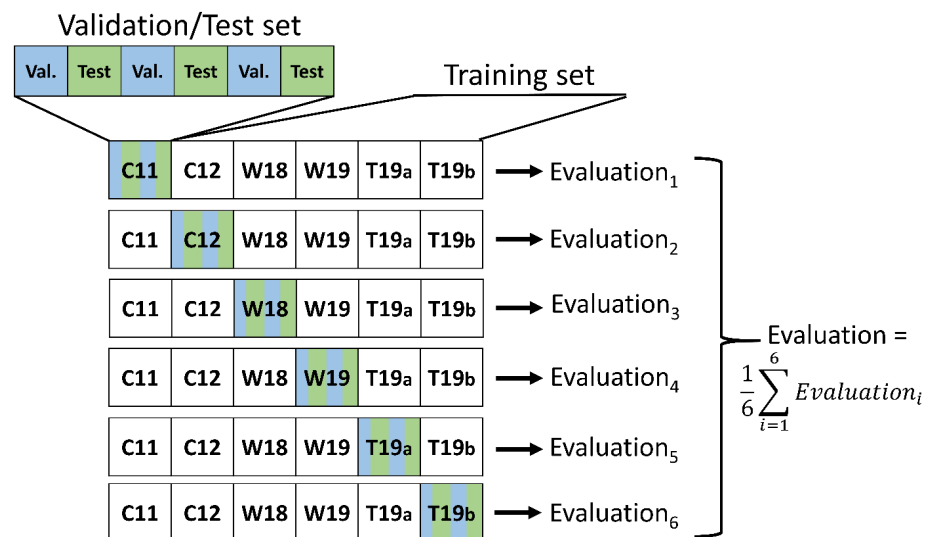 Validation/Test set
Val. Test Val. Test Val. Test
Training set
C11 C12 W18 W19 T19a T19b Evaluation₁
C11 C12 W18 W19 T19a T19b Evaluation₂
C11 C12 W18 W19 T19a T19b Evaluation₃
C11 C12 W18 W19 T19a T19b Evaluation₄
C11 C12 W18 W19 T19a T19b Evaluation₅
C11 C12 W18 W19 T19a T19b Evaluation₆
Evaluation =
1/6 ∑_{i=1}^{6} Evaluationᵢ